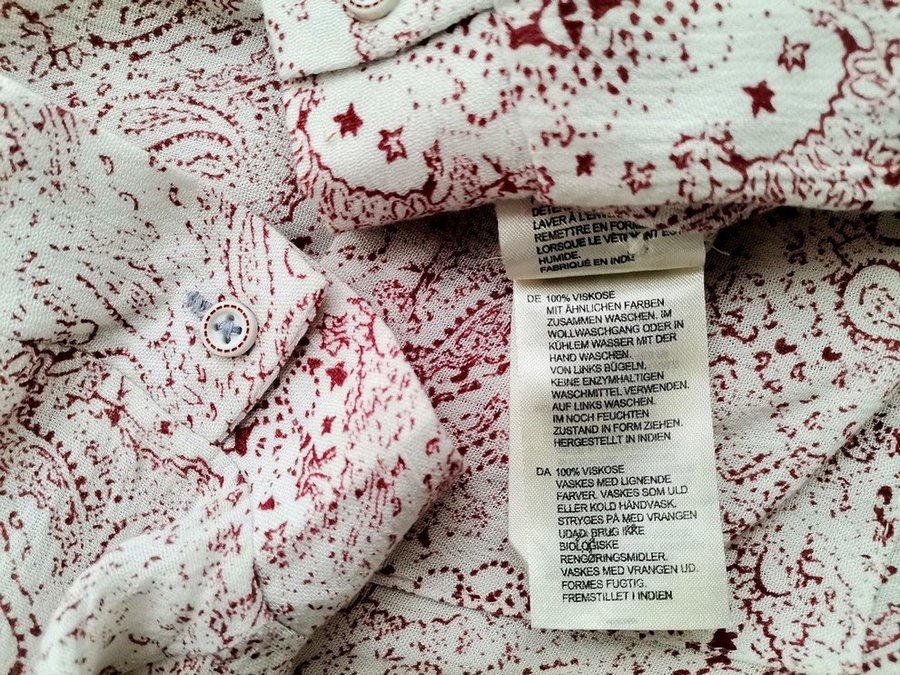 LAVER À
REMETTRE EN
LORSQUE LE VÊTEMENT EST
HUMIDE.
FABRIQUÉ EN
DE 100% VISKOSE
MIT ÄHNLICHEN FARBEN
ZUSAMMEN WASCHEN. IM
WOLLWASCHGANG ODER IN
KÜHLEM WASSER MIT DER
HAND WASCHEN.
VON LINKS BÜGELN.
KEINE ENZYMHALTIGEN
WASCHMITTEL VERWENDEN.
AUF LINKS WASCHEN.
IM NOCH FEUCHTEN
ZUSTAND IN FORM ZIEHEN.
HERGESTELLT IN INDIEN
DA 100% VISKOSE
VASKES MED LIGNENDE
FARVER. VASKES SOM ULD
ELLER KOLD HÅNDVASK.
STRYGES PÅ MED VRANGEN
UDAD. BRUG IKKE
BIOLOGISKE
RENGØRINGSMIDLER.
VASKES MED VRANGEN UD.
FORMES FUGTIG.
FREMSTILLET I INDIEN